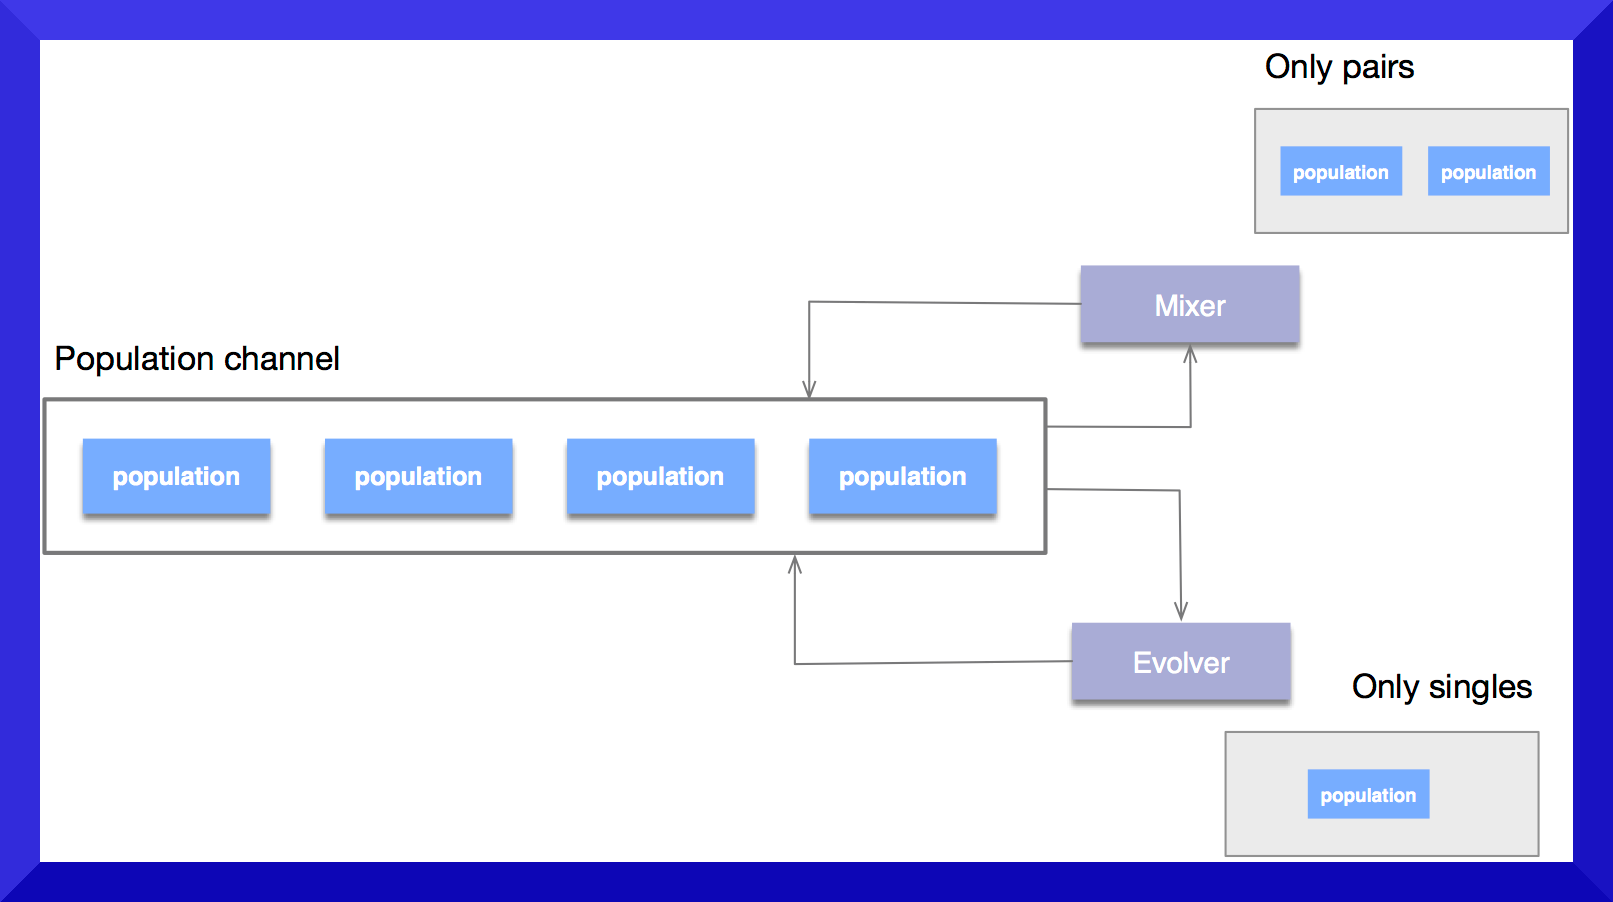 Only pairs
population population
Mixer
Population channel
population population population population
Evolver
Only singles
population